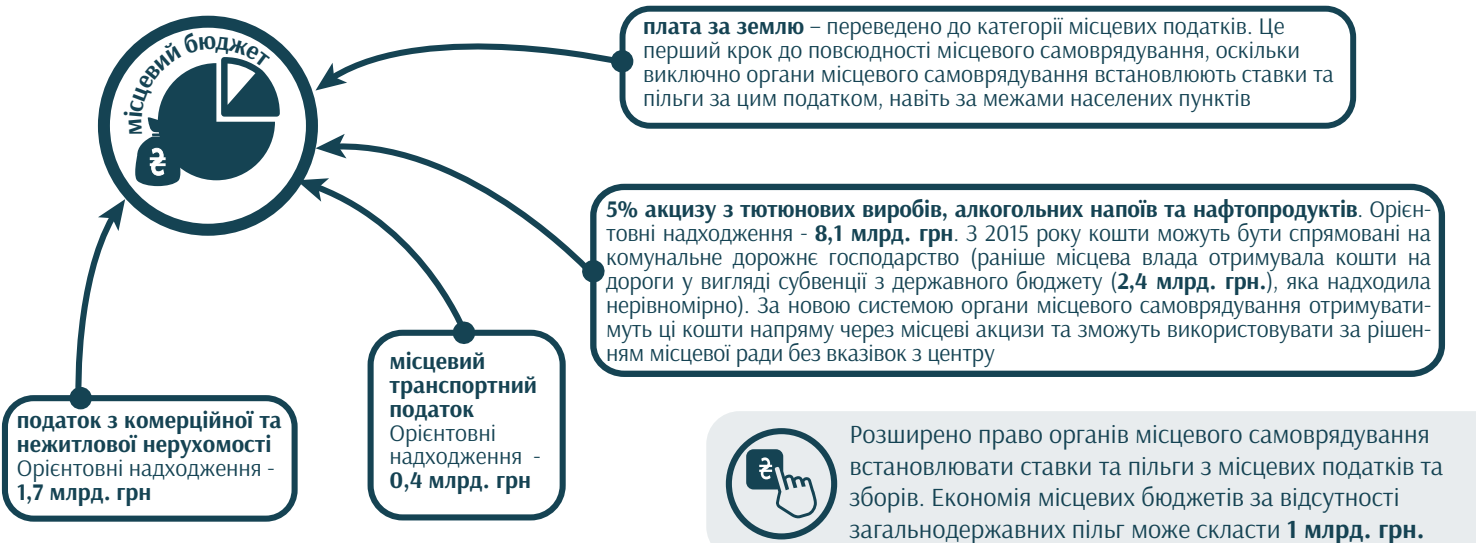 місцевий бюджет
₴
плата за землю – переведено до категорії місцевих податків. Це
перший крок до повсюдності місцевого самоврядування, оскільки
виключно органи місцевого самоврядування встановлюють ставки та
пільги за цим податком, навіть за межами населених пунктів
5% акцизу з тютюнових виробів, алкогольних напоїв та нафтопродуктів. Орієн-
товні надходження - 8,1 млрд. грн. З 2015 року кошти можуть бути спрямовані на
комунальне дорожнє господарство (раніше місцева влада отримувала кошти на
дороги у вигляді субвенції з державного бюджету (2,4 млрд. грн.), яка надходила
нерівномірно). За новою системою органи місцевого самоврядування отримувати-
муть ці кошти напряму через місцеві акцизи та зможуть використовувати за рішен-
ням місцевої ради без вказівок з центру
місцевий
транспортний
податок
Орієнтовні
надходження -
0,4 млрд. грн
податок з комерційної та
нежитлової нерухомості
Орієнтовні надходження -
1,7 млрд. грн
₴
Розширено право органів місцевого самоврядування
встановлювати ставки та пільги з місцевих податків та
зборів. Економія місцевих бюджетів за відсутності
загальнодержавних пільг може скласти 1 млрд. грн.